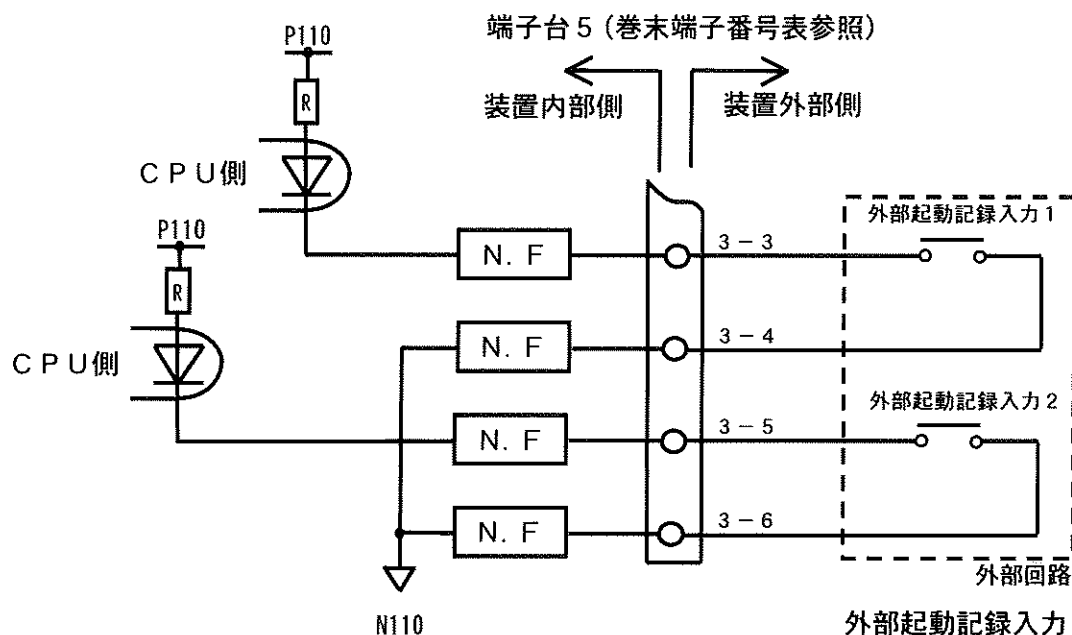 端子台5(巻末端子番号表参照)
P110
装置内部側
装置外部側
R
CPU側
外部起動記録入力1
P110
N.F
3-3
R
N.F
3-4
CPU側
外部起動記録入力2
N.F
3-5
N.F
3-6
外部回路
N110
外部起動記録入力